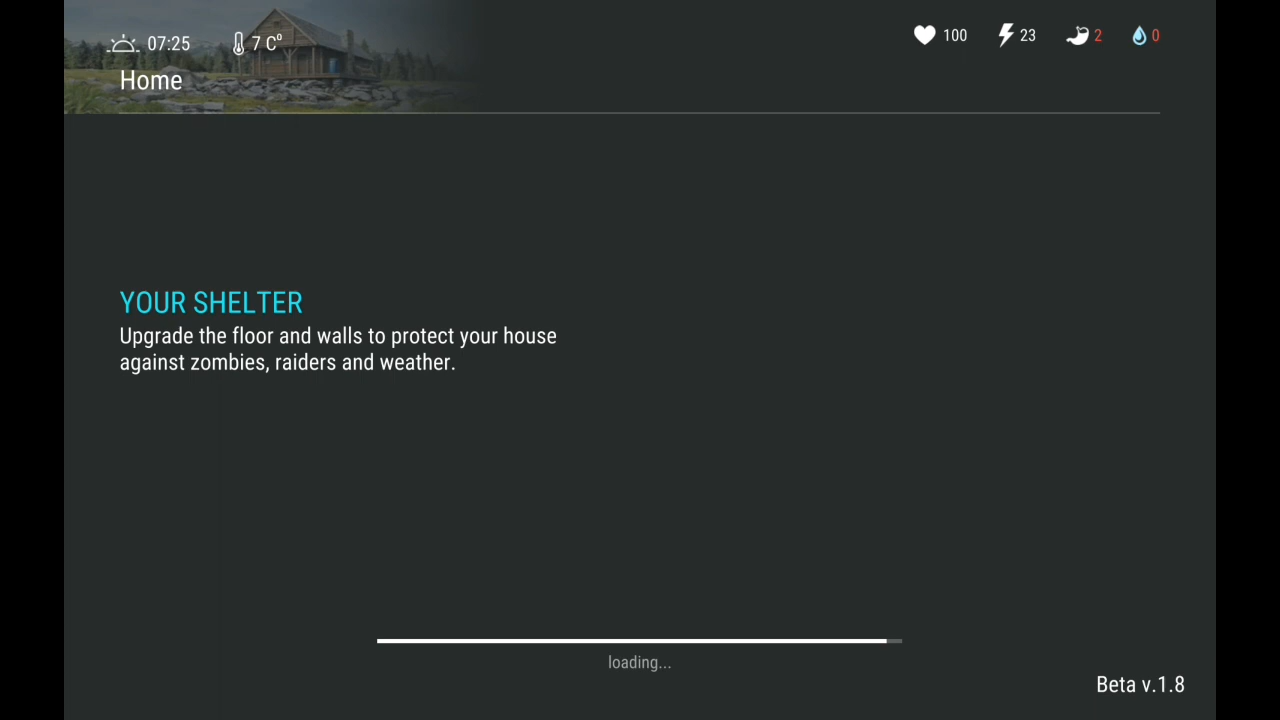 07:25 7 Cº 100 23 2 0
Home
YOUR SHELTER
Upgrade the floor and walls to protect your house
against zombies, raiders and weather.
loading...
Beta v.1.8